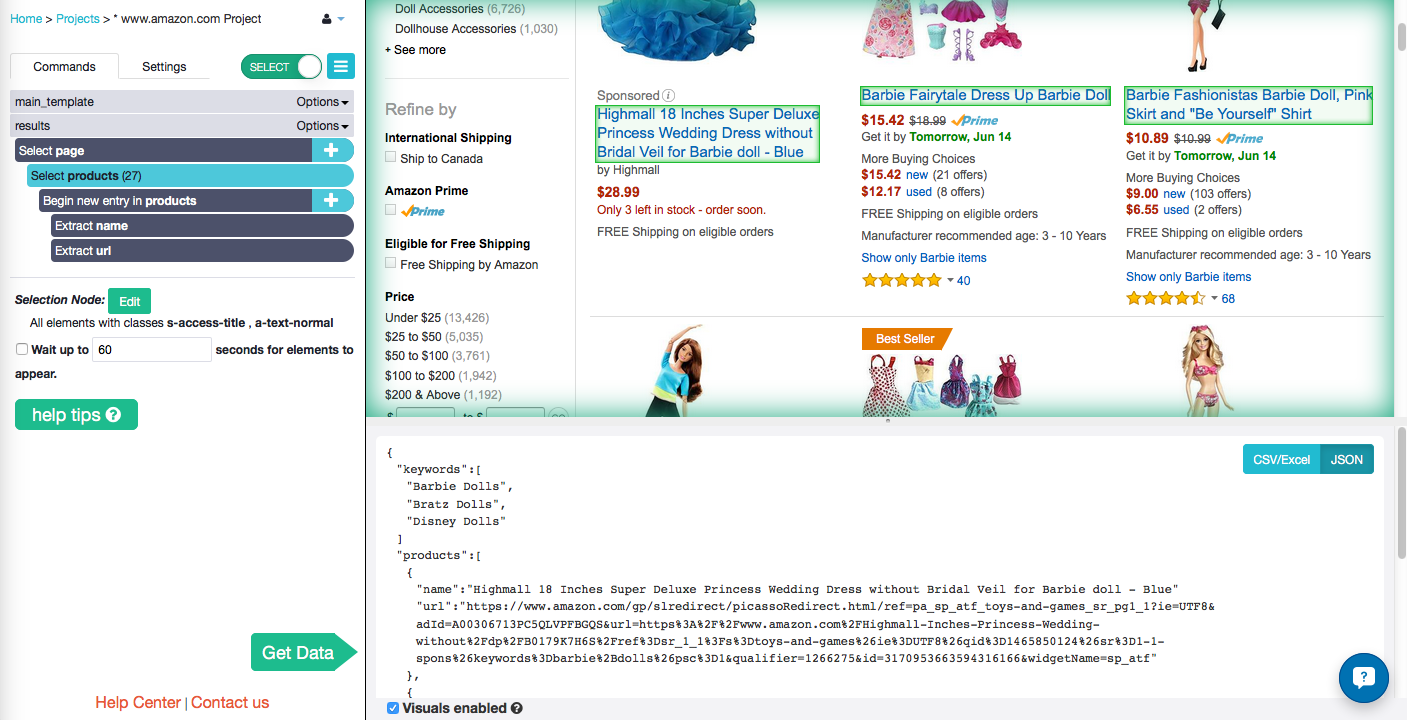 Home > Projects > * www.amazon.com Project
Commands
Settings
SELECT
main_template
Options
results
Options
Select page
Select products (27)
Begin new entry in products
Extract name
Extract url
Selection Node:
Edit
All elements with classes s-access-title , a-text-normal
Wait up to 60 seconds for elements to
appear.
help tips ?
Get Data
Help Center | Contact us
Doll Accessories (6,726)
Dollhouse Accessories (1,030)
+ See more
Refine by
International Shipping
Ship to Canada
Amazon Prime
Prime
Eligible for Free Shipping
Free Shipping by Amazon
Price
Under $25 (13,426)
$25 to $50 (5,035)
$50 to $100 (3,761)
$100 to $200 (1,942)
$200 & Above (1,192)
$ to $
Sponsored i
Highmall 18 Inches Super Deluxe
Princess Wedding Dress without
Bridal Veil for Barbie doll - Blue
by Highmall
$28.99
Only 3 left in stock - order soon.
FREE Shipping on eligible orders
Barbie Fairytale Dress Up Barbie Doll
$15.42 $18.99 Prime
Get it by Tomorrow, Jun 14
More Buying Choices
$15.42 new (21 offers)
$12.17 used (8 offers)
FREE Shipping on eligible orders
Manufacturer recommended age: 3 - 10 Years
Show only Barbie items
40
Barbie Fashionistas Barbie Doll, Pink
Skirt and "Be Yourself" Shirt
$10.89 $10.99 Prime
Get it by Tomorrow, Jun 14
More Buying Choices
$9.00 new (103 offers)
$6.55 used (2 offers)
FREE Shipping on eligible orders
Manufacturer recommended age: 3 - 10 Years
Show only Barbie items
68
Best Seller
CSV/Excel
JSON
{
"keywords":[
"Barbie Dolls",
"Bratz Dolls",
"Disney Dolls"
]
"products":[
{
"name":"Highmall 18 Inches Super Deluxe Princess Wedding Dress without Bridal Veil for Barbie doll - Blue"
"url":"https://www.amazon.com/gp/slredirect/picassoRedirect.html/ref=pa_sp_atf_toys-and-games_sr_pg1_1?ie=UTF8&
adId=A00306713PC5QLVPFBGQS&url=https%3A%2F%2Fwww.amazon.com%2FHighmall-Inches-Princess-Wedding-
without%2Fdp%2FB0179K7H6S%2Fref%3Dsr_1_1%3Fs%3Dtoys-and-games%26ie%3DUTF8%26qid%3D1465850124%26sr%3D1-1-
spons%26keywords%3Dbarbie%2Bdolls%26psc%3D1&qualifier=1266275&id=3170953663594316166&widgetName=sp_atf"
},
{
Visuals enabled ?